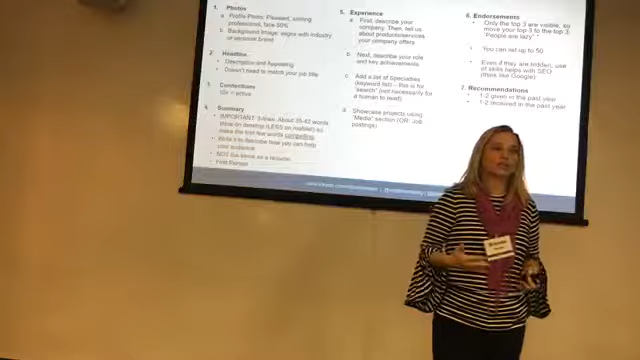 1. Photos
a. Profile Photo: Pleasant, smiling
professional, face 60%
b. Background Image: aligns with industry
or personal brand
2. Headline
Descriptive and Appealing
Doesn't need to match your job title
3. Connections
4. Summary
IMPORTANT: 3 lines. About 35-42 words
show on desktop (LESS on mobile!) so
make the first few words compelling.
Write it to describe how you can help
your audience
NOT the same as a resume
First Person
5. Experience
a. First, describe your
company. Then, tell us
about products/services
your company offers
b. Next, describe your role
and key achievements.
c. Add a list of Specialties
(keyword list) – this is for
"search" (not necessarily for
a human to read)
d. Showcase projects using
"Media" section (OR: Job
postings)
6. Endorsements
Only the top 3 are visible, so
move your top 3 to the top 3.
"People are lazy"
You can list up to 50
Even if they are hidden, use
of skills helps with SEO
(think like Google)
7. Recommendations
1-2 given in the past year
1-2 received in the past year